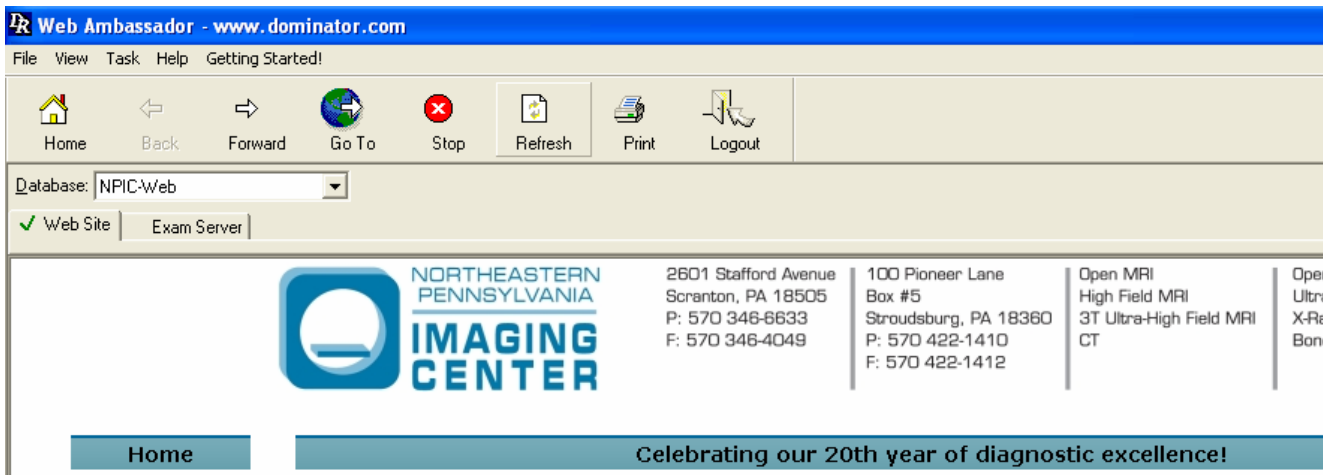 Web Ambassador - www.dominator.com
File View Task Help Getting Started!
Home Back Forward Go To Stop Refresh Print Logout
Database: NPIC-Web
Web Site Exam Server
NORTHEASTERN
PENNSYLVANIA
IMAGING
CENTER
2601 Stafford Avenue
Scranton, PA 18505
P: 570 346-6633
F: 570 346-4049
100 Pioneer Lane
Box #5
Stroudsburg, PA 18360
P: 570 422-1410
F: 570 422-1412
Open MRI
High Field MRI
3T Ultra-High Field MRI
CT
Home
Celebrating our 20th year of diagnostic excellence!